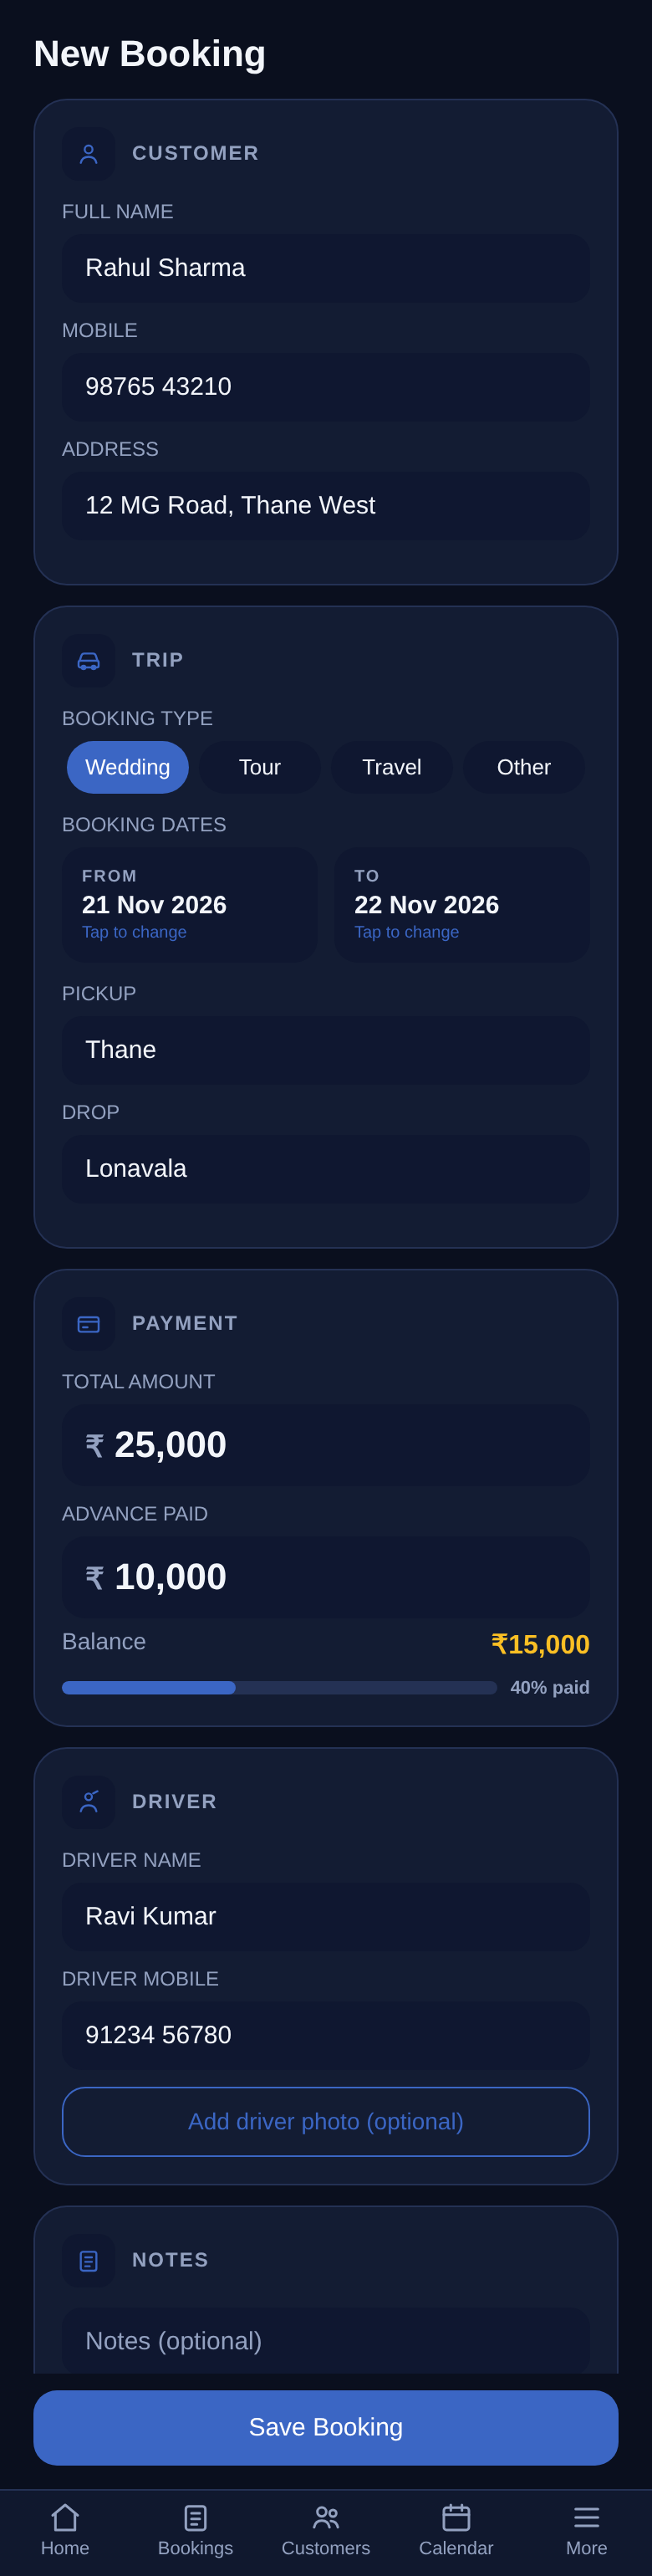 New Booking
CUSTOMER
FULL NAME
Rahul Sharma
MOBILE
98765 43210
ADDRESS
12 MG Road, Thane West
TRIP
BOOKING TYPE
Wedding Tour Travel Other
BOOKING DATES
FROM TO
21 Nov 2026 22 Nov 2026
Tap to change Tap to change
PICKUP
Thane
DROP
Lonavala
PAYMENT
TOTAL AMOUNT
₹ 25,000
ADVANCE PAID
₹ 10,000
Balance ₹15,000
40% paid
DRIVER
DRIVER NAME
Ravi Kumar
DRIVER MOBILE
91234 56780
Add driver photo (optional)
NOTES
Notes (optional)
Save Booking
Home Bookings Customers Calendar More